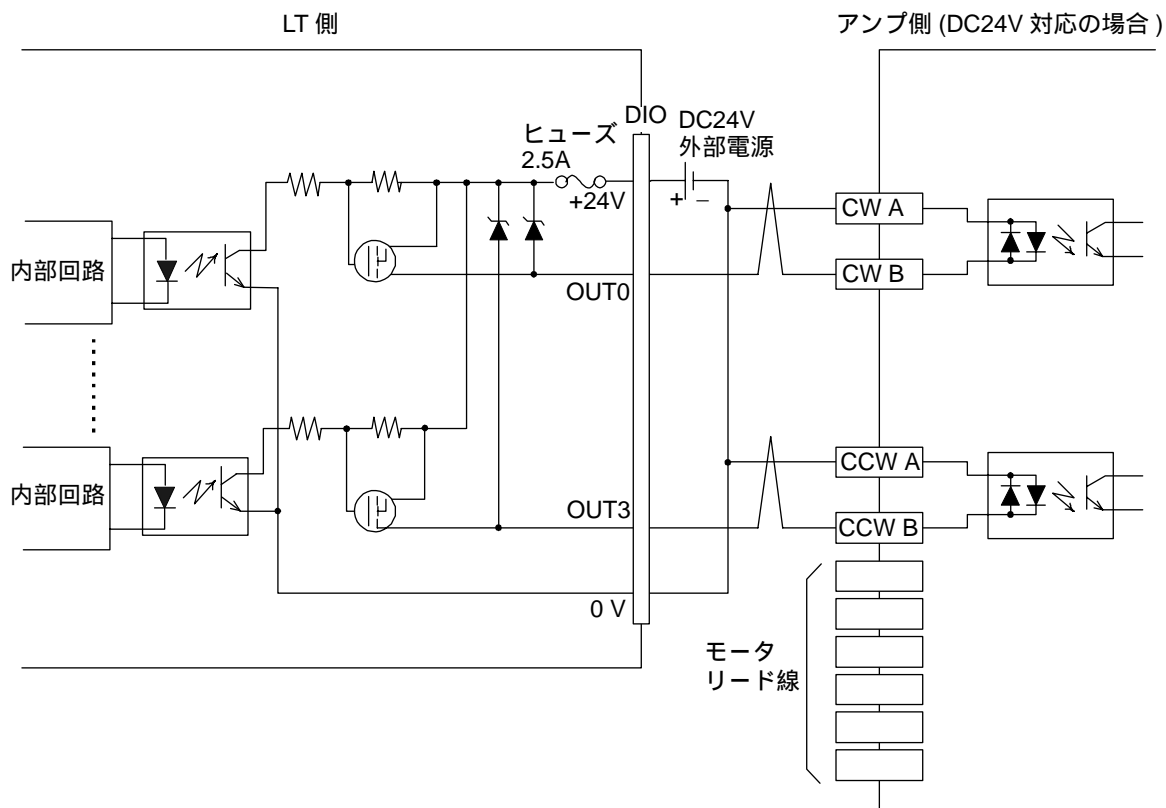 LT 側
アンプ側 (DC24V 対応の場合 )
DIO
DC24V
外部電源
ヒューズ
2.5A
+24V
+ −
CW A
内部回路
CW B
OUT0
CCW A
内部回路
OUT3
CCW B
0 V
モータ
リード線